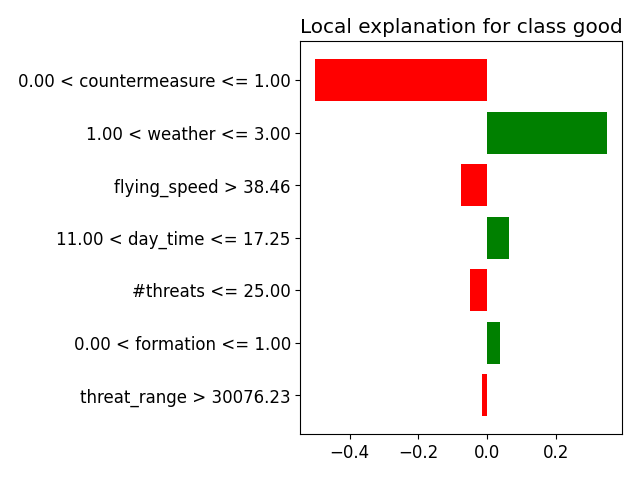 Local explanation for class good
0.00 < countermeasure <= 1.00
1.00 < weather <= 3.00
flying_speed > 38.46
11.00 < day_time <= 17.25
#threats <= 25.00
0.00 < formation <= 1.00
threat_range > 30076.23
−0.4 −0.2 0.0 0.2